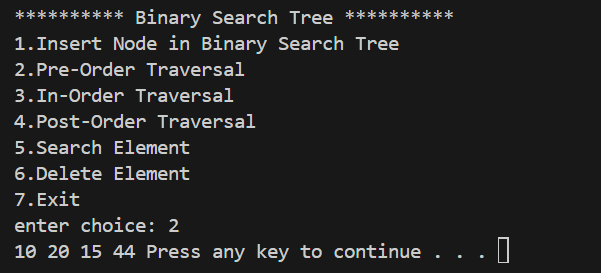 ********** Binary Search Tree **********
1.Insert Node in Binary Search Tree
2.Pre-Order Traversal
3.In-Order Traversal
4.Post-Order Traversal
5.Search Element
6.Delete Element
7.Exit
enter choice: 2
10 20 15 44 Press any key to continue . . .